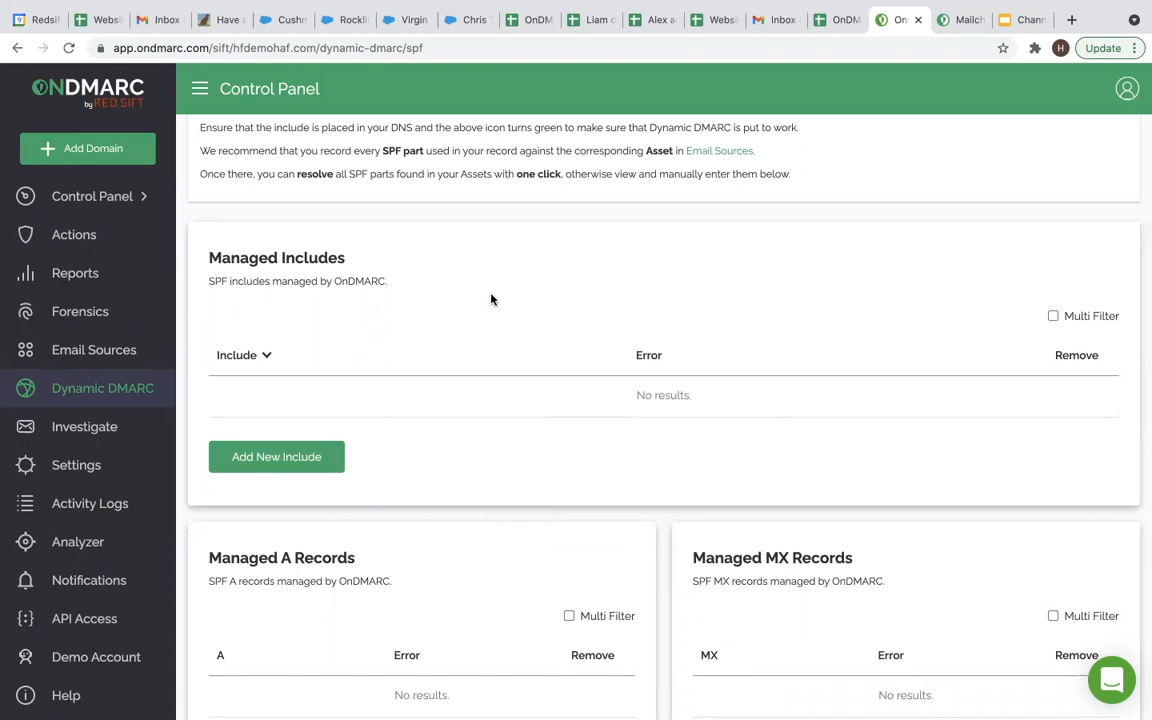 Redsif
Websi
Inbox
Have a
Cushn
Rocklin
Virgin
Chris T
OnDM
Liam o
Alex a
Websi
Inbox
OnDM
On
Mailch
Chann
app.ondmarc.com/sift/hfdemohaf.com/dynamic-dmarc/spf
H
Update
ONDMARC
by RED SIFT
Control Panel
Add Domain
Control Panel
Actions
Reports
Forensics
Email Sources
Dynamic DMARC
Investigate
Settings
Activity Logs
Analyzer
Notifications
API Access
Demo Account
Help
Ensure that the include is placed in your DNS and the above icon turns green to make sure that Dynamic DMARC is put to work.
We recommend that you record every SPF part used in your record against the corresponding Asset in Email Sources.
Once there, you can resolve all SPF parts found in your Assets with one click, otherwise view and manually enter them below.
Managed Includes
SPF includes managed by OnDMARC.
Multi Filter
Include Error Remove
No results.
Add New Include
Managed A Records
SPF A records managed by OnDMARC.
Multi Filter
A Error Remove
No results.
Managed MX Records
SPF MX records managed by OnDMARC.
Multi Filter
MX Error Remove
No results.